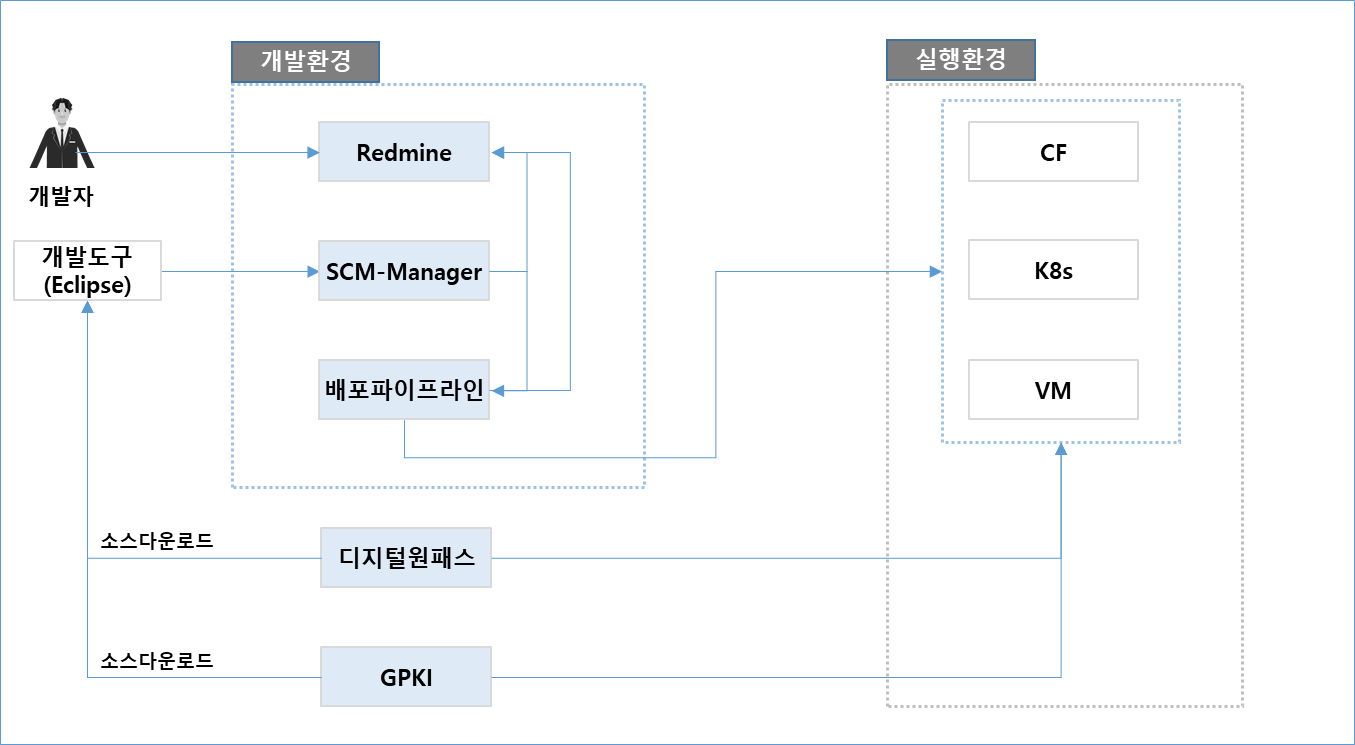 개발환경
실행환경
개발자
Redmine
CF
개발도구
(Eclipse)
SCM-Manager
K8s
배포파이프라인
VM
소스다운로드
디지털원패스
소스다운로드
GPKI